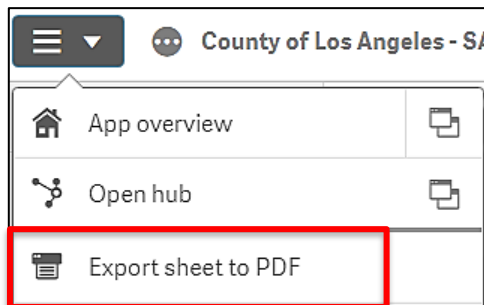 County of Los Angeles - SA
App overview
Open hub
Export sheet to PDF